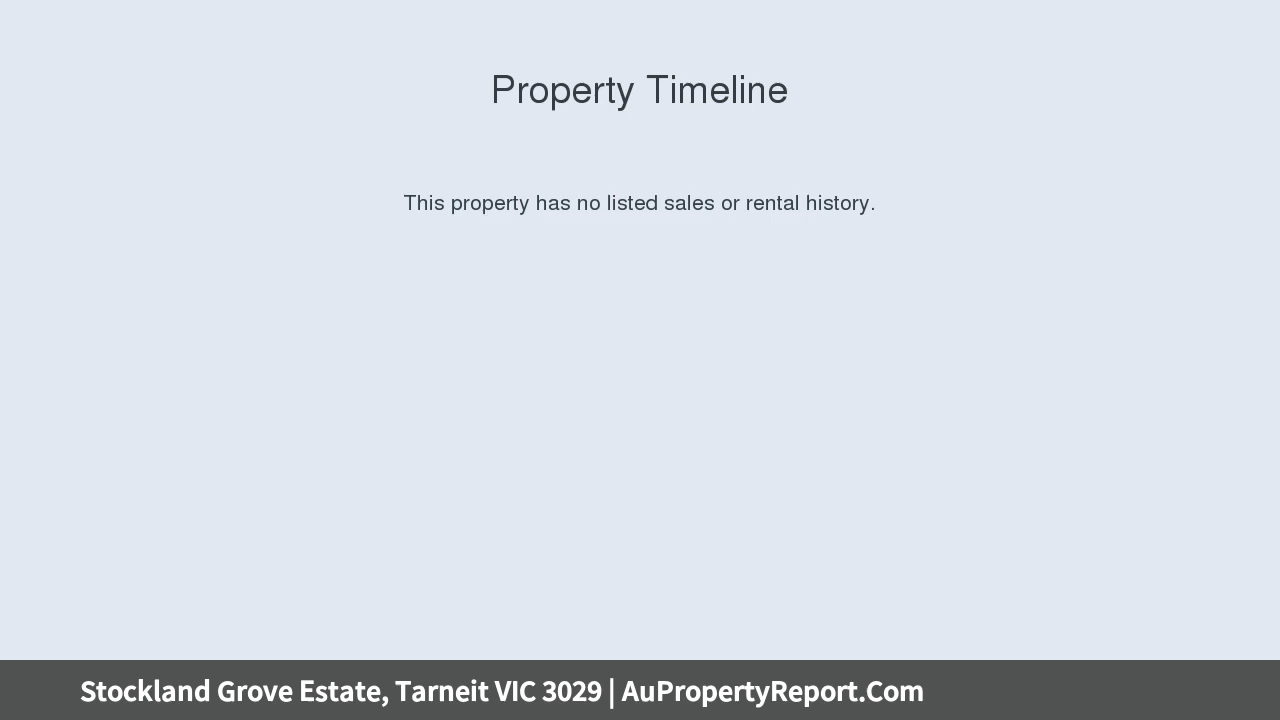 Property Timeline
This property has no listed sales or rental history.
Stockland Grove Estate, Tarneit VIC 3029 | AuPropertyReport.Com